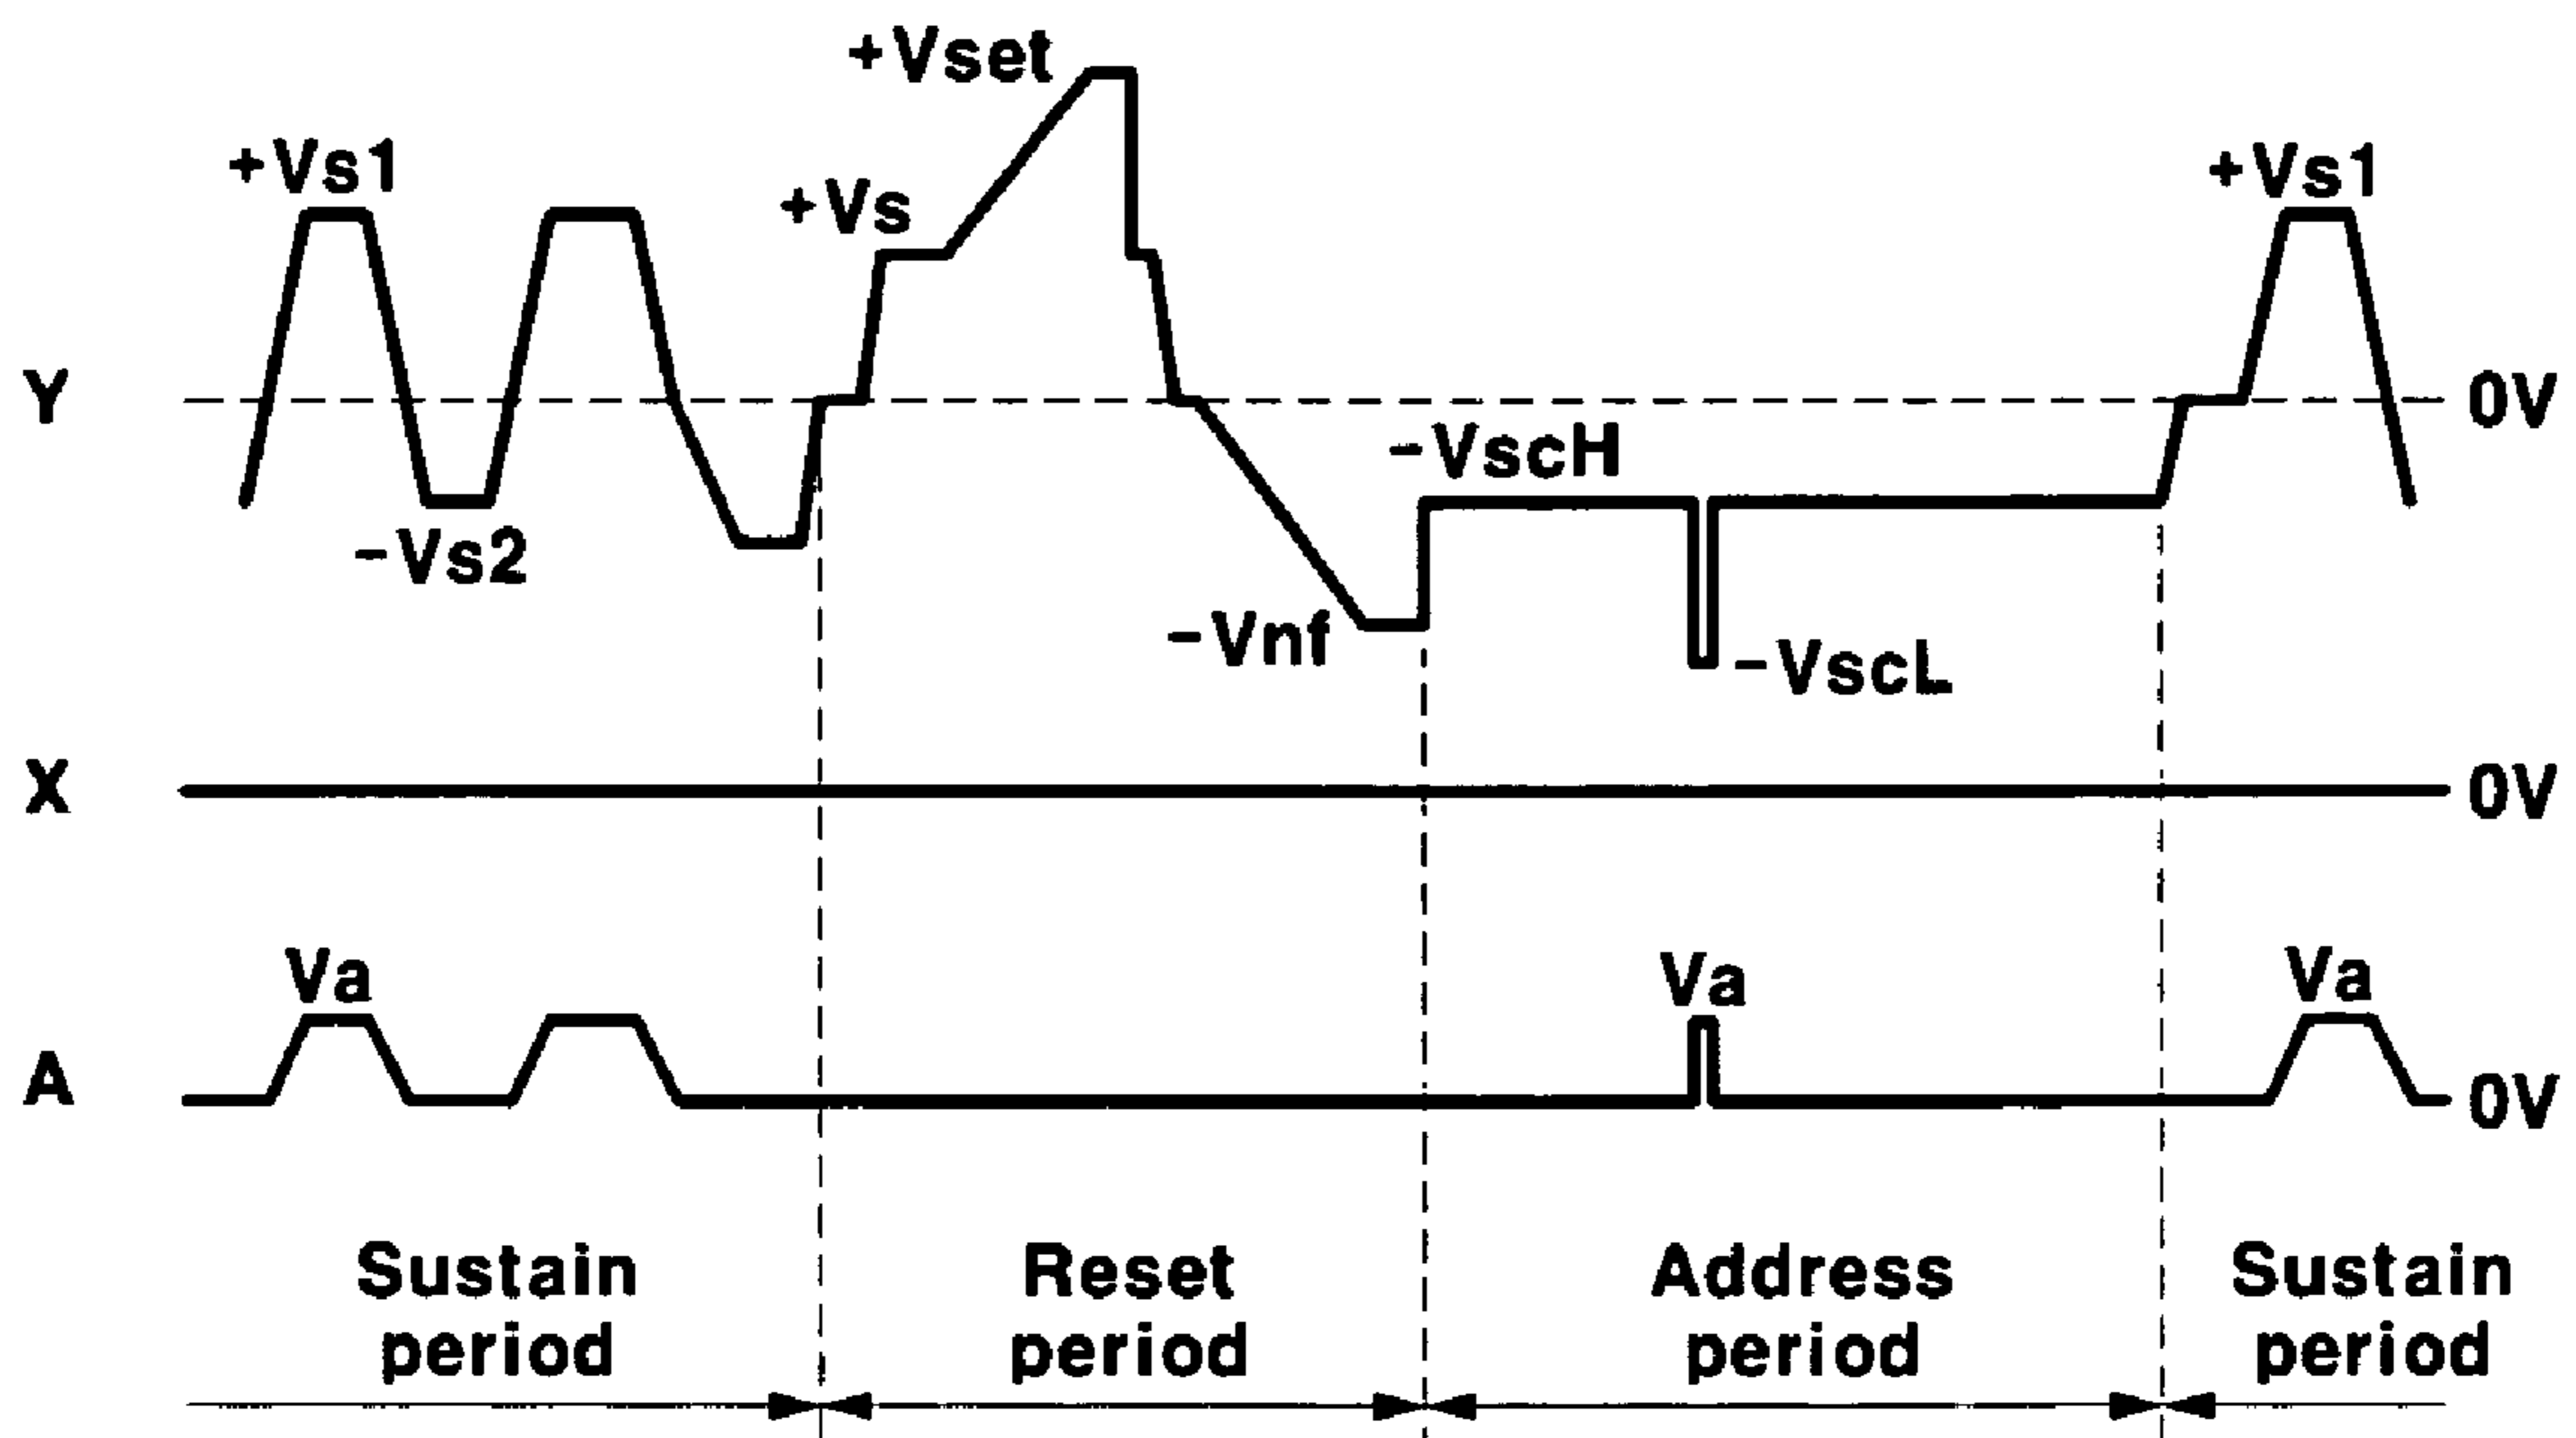 +Vset
+Vs1
+Vs
+Vs1
Y
0V
-VscH
-Vs2
-Vnf
-VscL
X
0V
Va
Va
Va
A
0V
Sustain period
Reset period
Address period
Sustain period